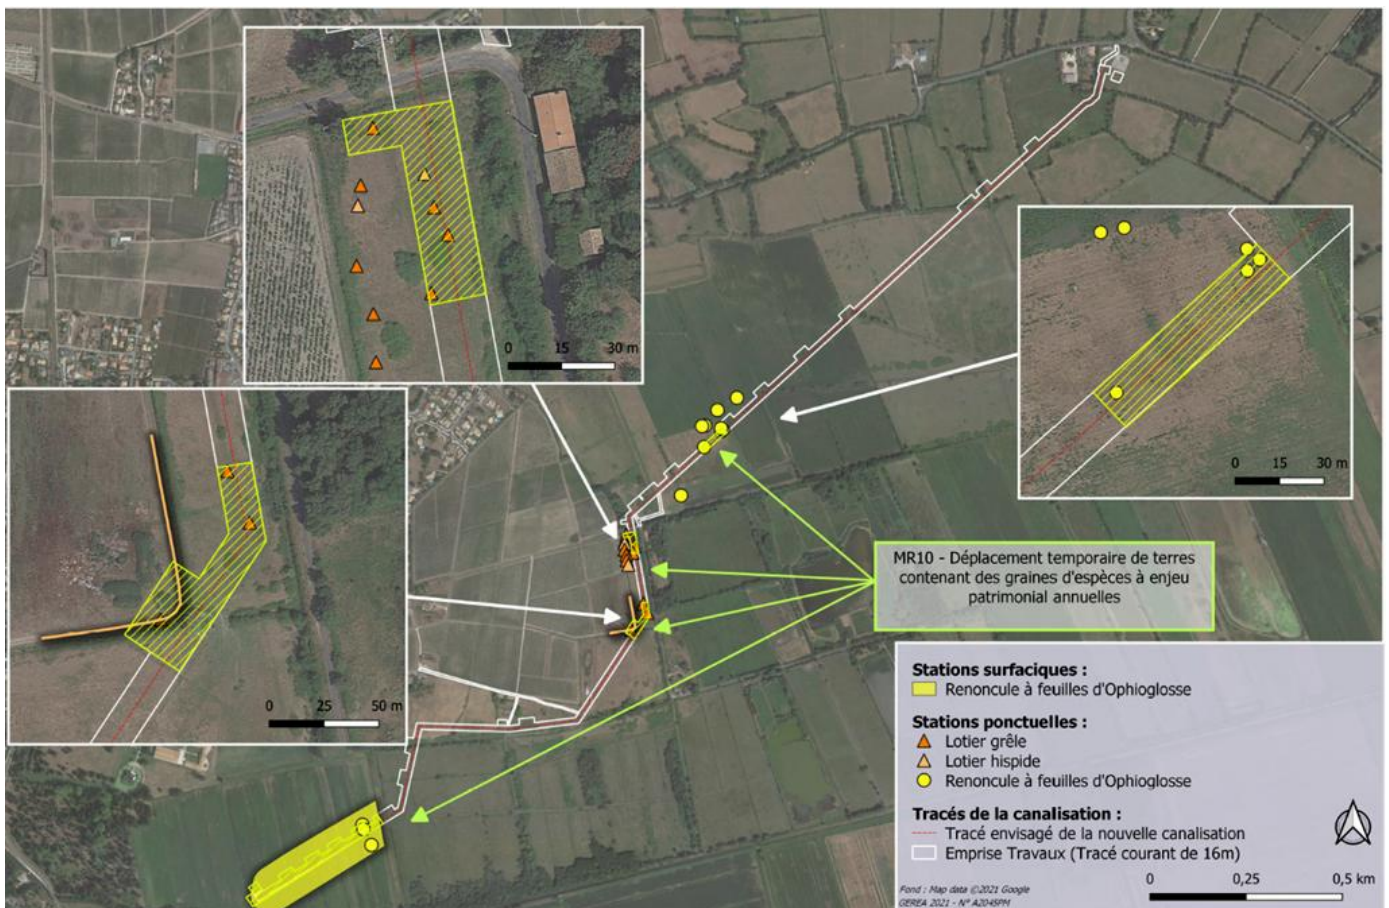 0 15 30 m
0 15 30 m
0 25 50 m
MR10 - Déplacement temporaire de terres
contenant des graines d'espèces à enjeu
patrimonial annuelles
Stations surfaciques :
Renoncule à feuilles d'Ophioglosse
Stations ponctuelles :
Lotier grêle
Lotier hispide
Renoncule à feuilles d'Ophioglosse
Tracés de la canalisation :
Tracé envisagé de la nouvelle canalisation
Emprise Travaux (Tracé courant de 16m)
0 0,25 0,5 km
Fond : Map data ©2021 Google
GEREA 2021 - N° A2045PM